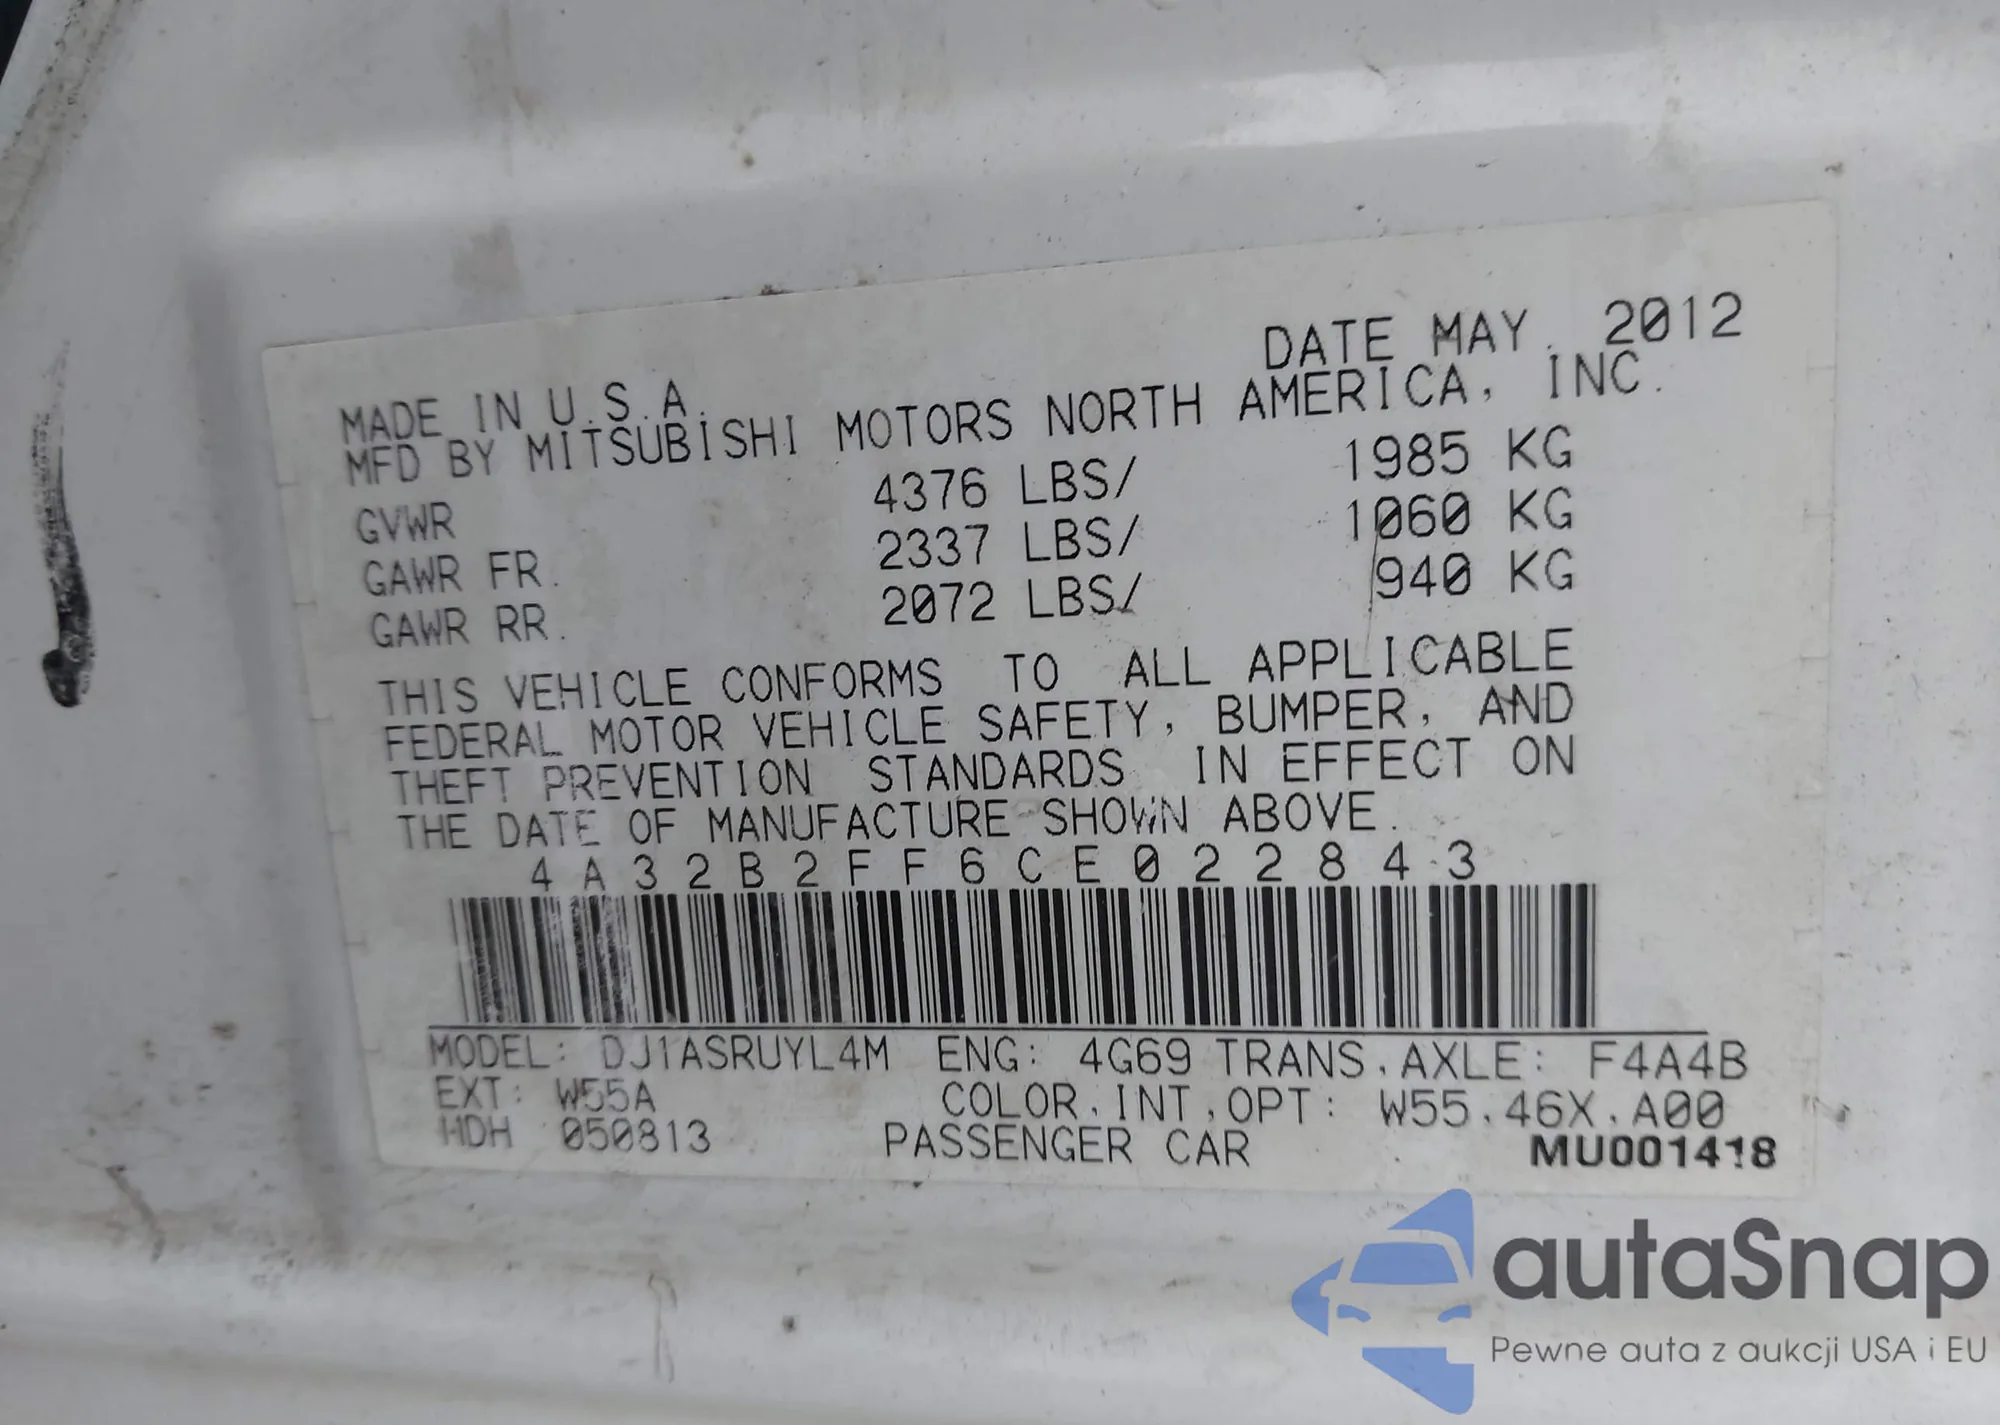 DATE MAY. 2012
MADE IN U.S.A.
MFD BY MITSUBISHI MOTORS NORTH AMERICA, INC.
GVWR 4376 LBS/ 1985 KG
GAWR FR. 2337 LBS/ 1060 KG
GAWR RR. 2072 LBS/ 940 KG
THIS VEHICLE CONFORMS TO ALL APPLICABLE
FEDERAL MOTOR VEHICLE SAFETY, BUMPER, AND
THEFT PREVENTION STANDARDS IN EFFECT ON
THE DATE OF MANUFACTURE SHOWN ABOVE.
4A32B2FF6CE022843
MODEL: DJ1ASRUYL4M ENG: 4G69 TRANS.AXLE: F4A4B
EXT: W55A COLOR.INT.OPT: W55.46X.A00
HDH 050813 PASSENGER CAR MU001418
autaSnap
Pewne auta z aukcji USA i EU